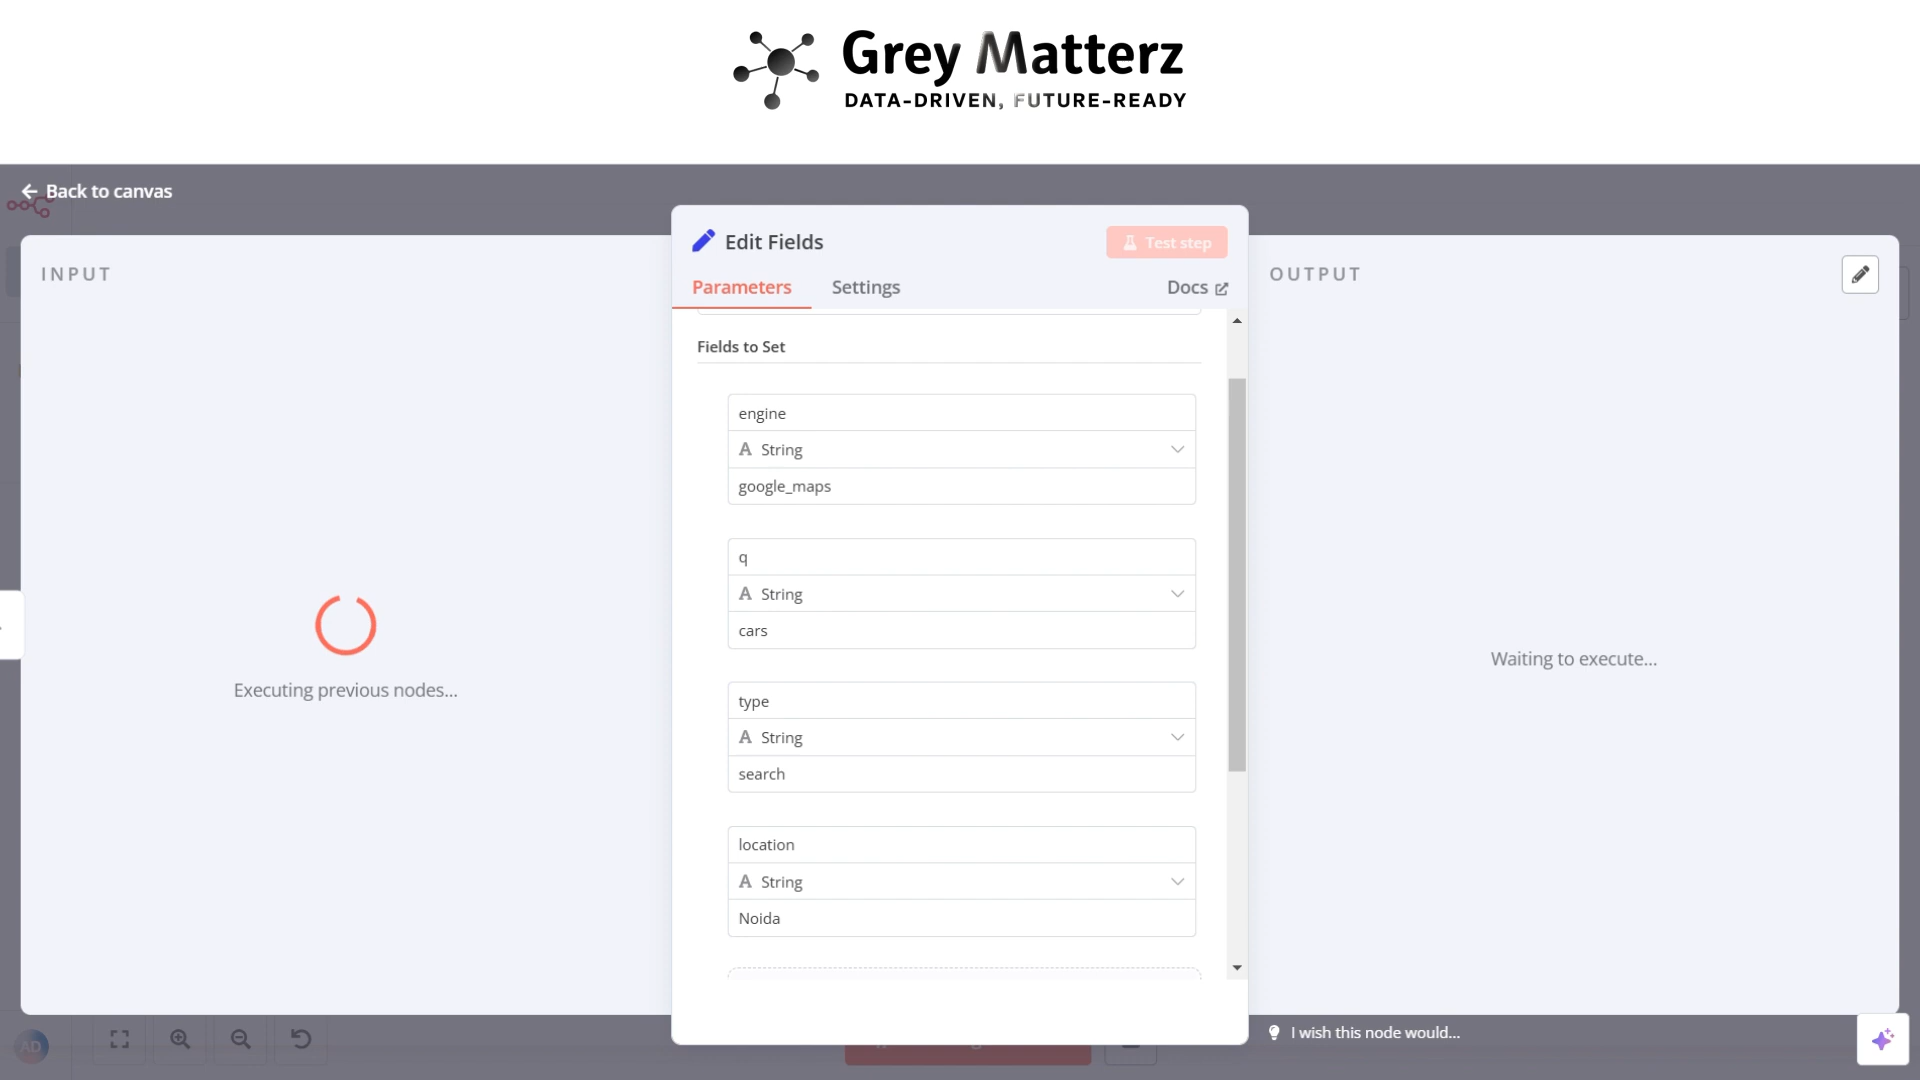 Grey Matterz
DATA-DRIVEN, FUTURE-READY
Back to canvas
Edit Fields
Test step
INPUT
Parameters
Settings
Docs
OUTPUT
Fields to Set
engine
A String
google_maps
q
A String
cars
Executing previous nodes...
Waiting to execute...
type
A String
search
location
A String
Noida
I wish this node would...
AD